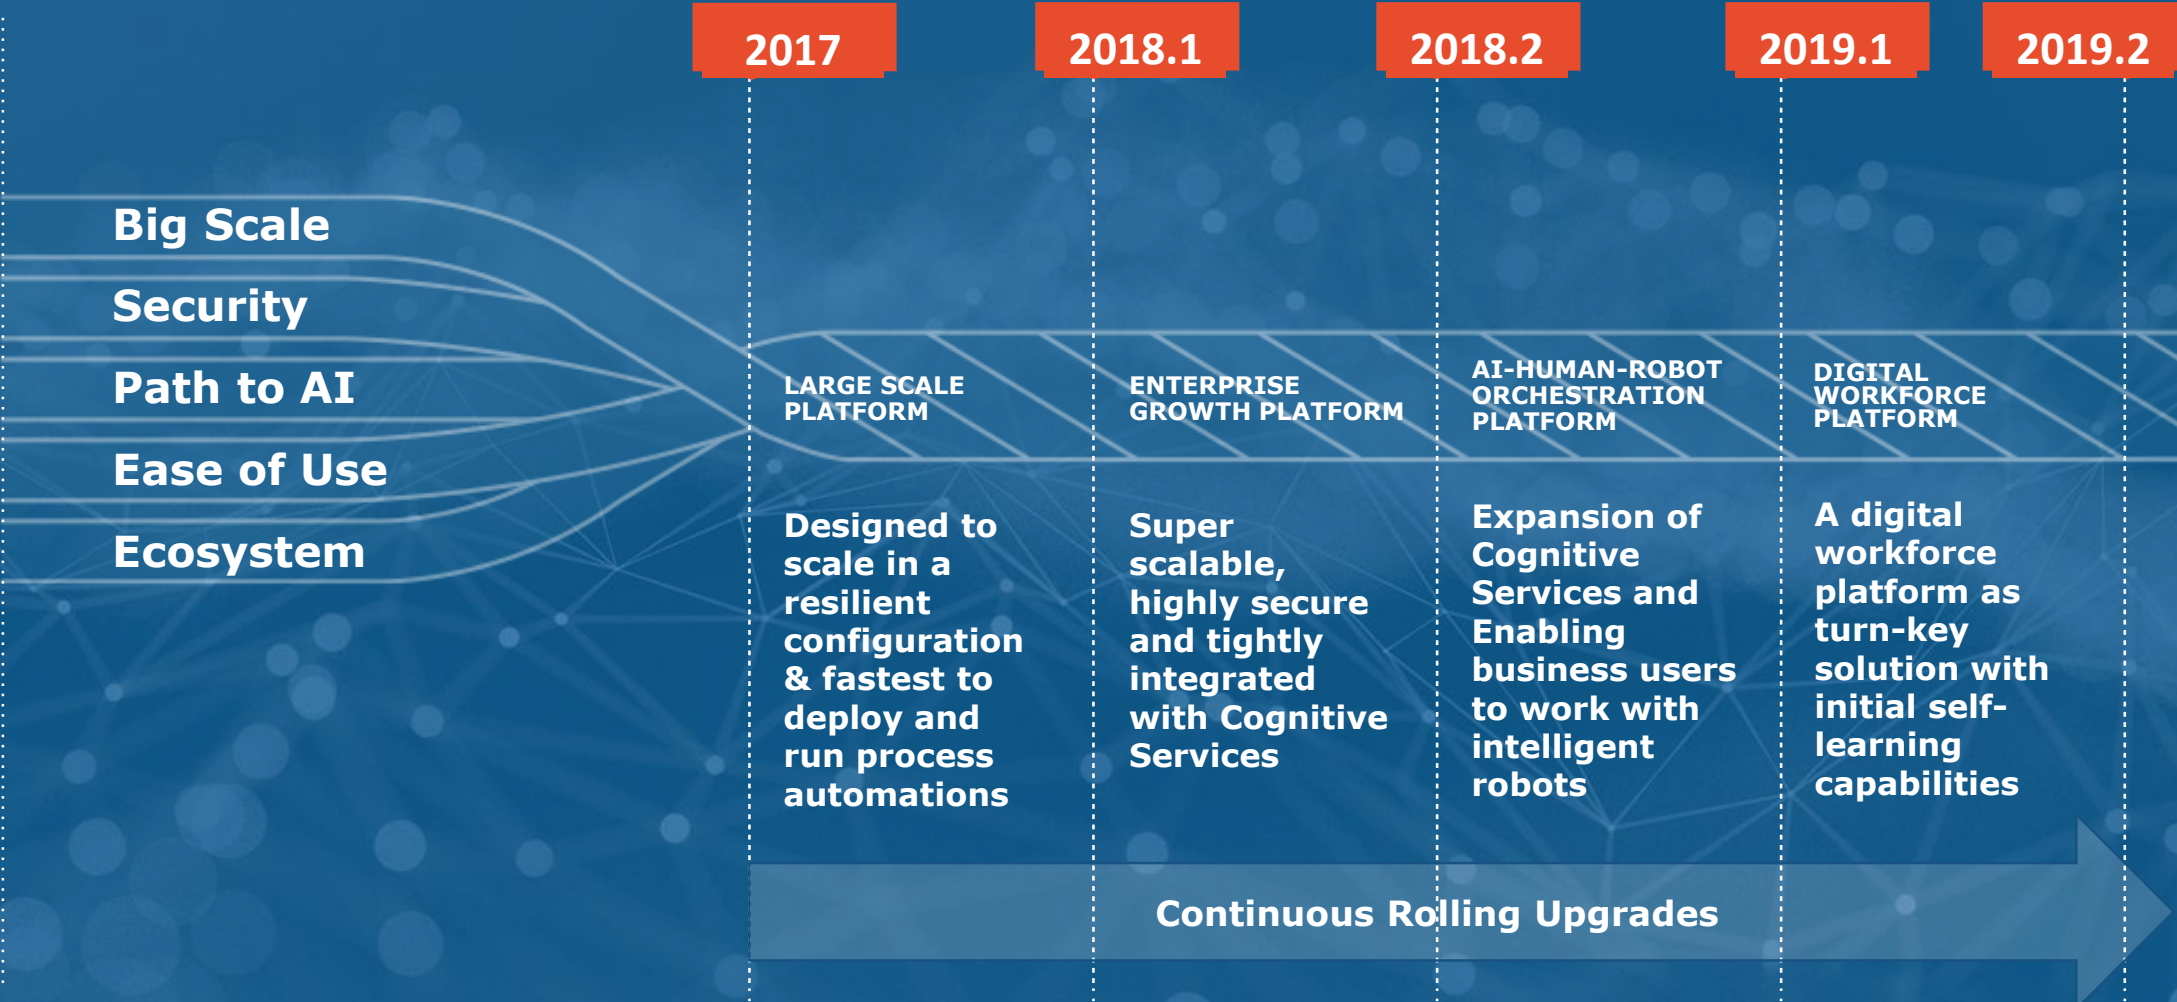 2017
2018.1
2018.2
2019.1
2019.2
Big Scale
Security
Path to AI
Ease of Use
Ecosystem
LARGE SCALE
PLATFORM
ENTERPRISE
GROWTH PLATFORM
AI-HUMAN-ROBOT
ORCHESTRATION
PLATFORM
DIGITAL
WORKFORCE
PLATFORM
Designed to
scale in a
resilient
configuration
& fastest to
deploy and
run process
automations
Super
scalable,
highly secure
and tightly
integrated
with Cognitive
Services
Expansion of
Cognitive
Services and
Enabling
business users
to work with
intelligent
robots
A digital
workforce
platform as
turn-key
solution with
initial self-
learning
capabilities
Continuous Rolling Upgrades